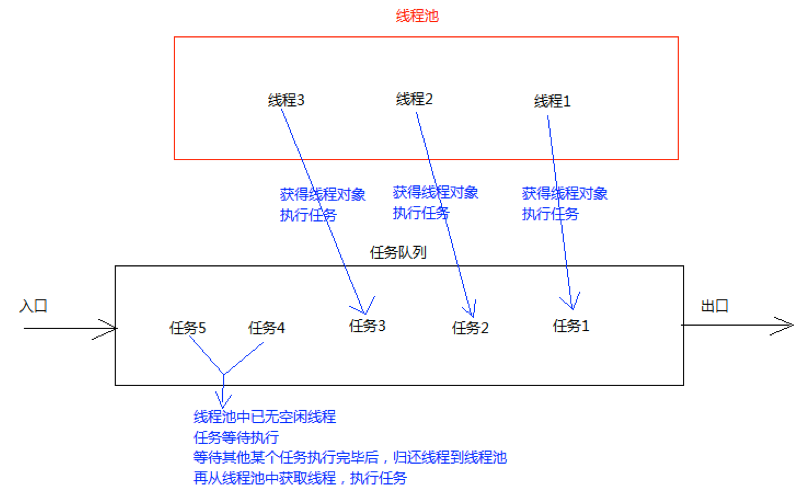 线程池
线程3
线程2
线程1
获得线程对象
执行任务
获得线程对象
执行任务
获得线程对象
执行任务
任务队列
入口
出口
任务5
任务4
任务3
任务2
任务1
线程池中已无空闲线程
任务等待执行
等待其他某个任务执行完毕后，归还线程到线程池
再从线程池中获取线程，执行任务